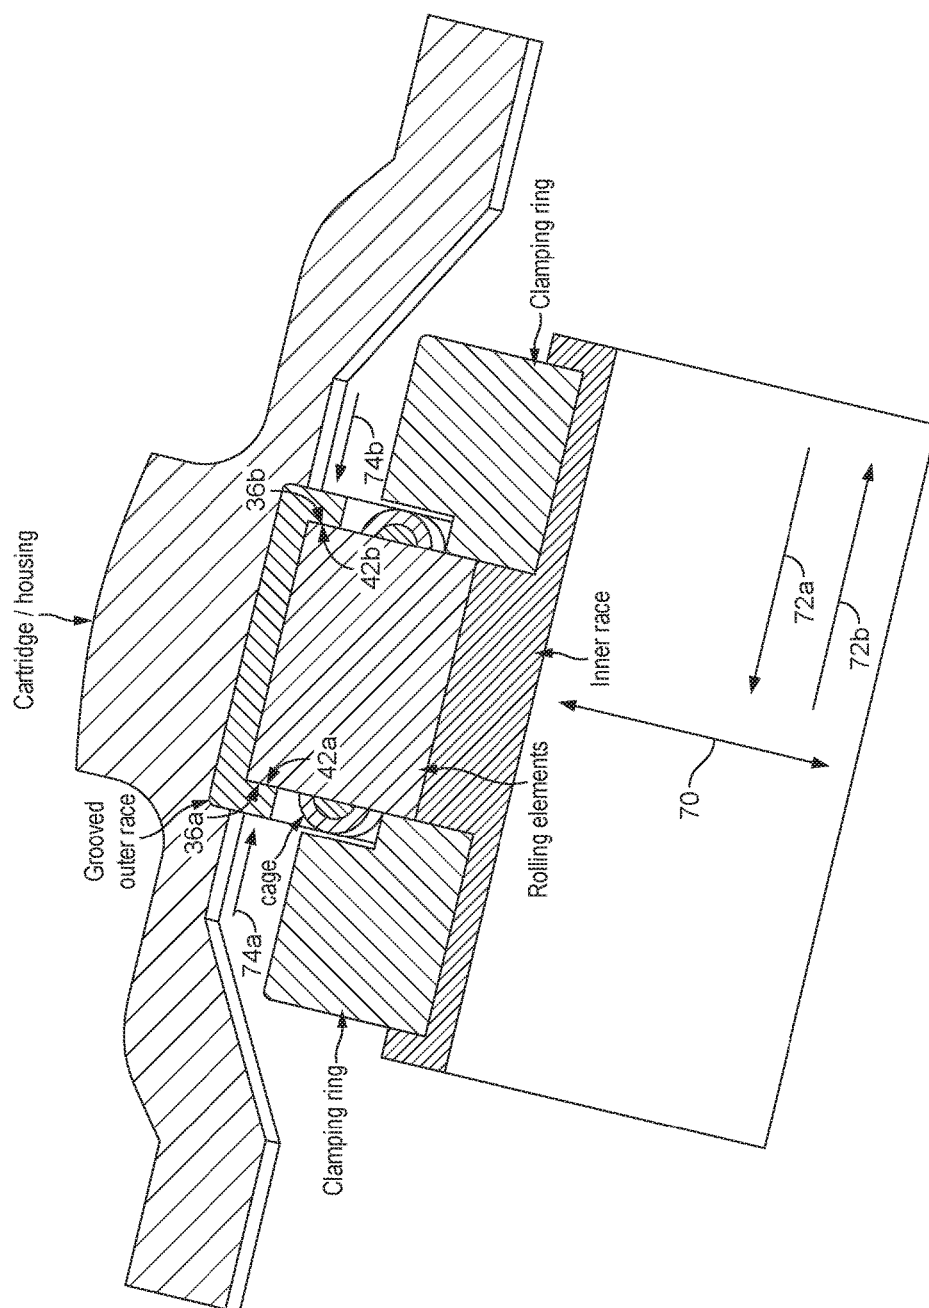 Cartridge / housing
Grooved
outer race
36a
42a
cage
74a
Clamping ring
36b
42b
74b
Clamping ring
Rolling elements
Inner race
70
72a
72b